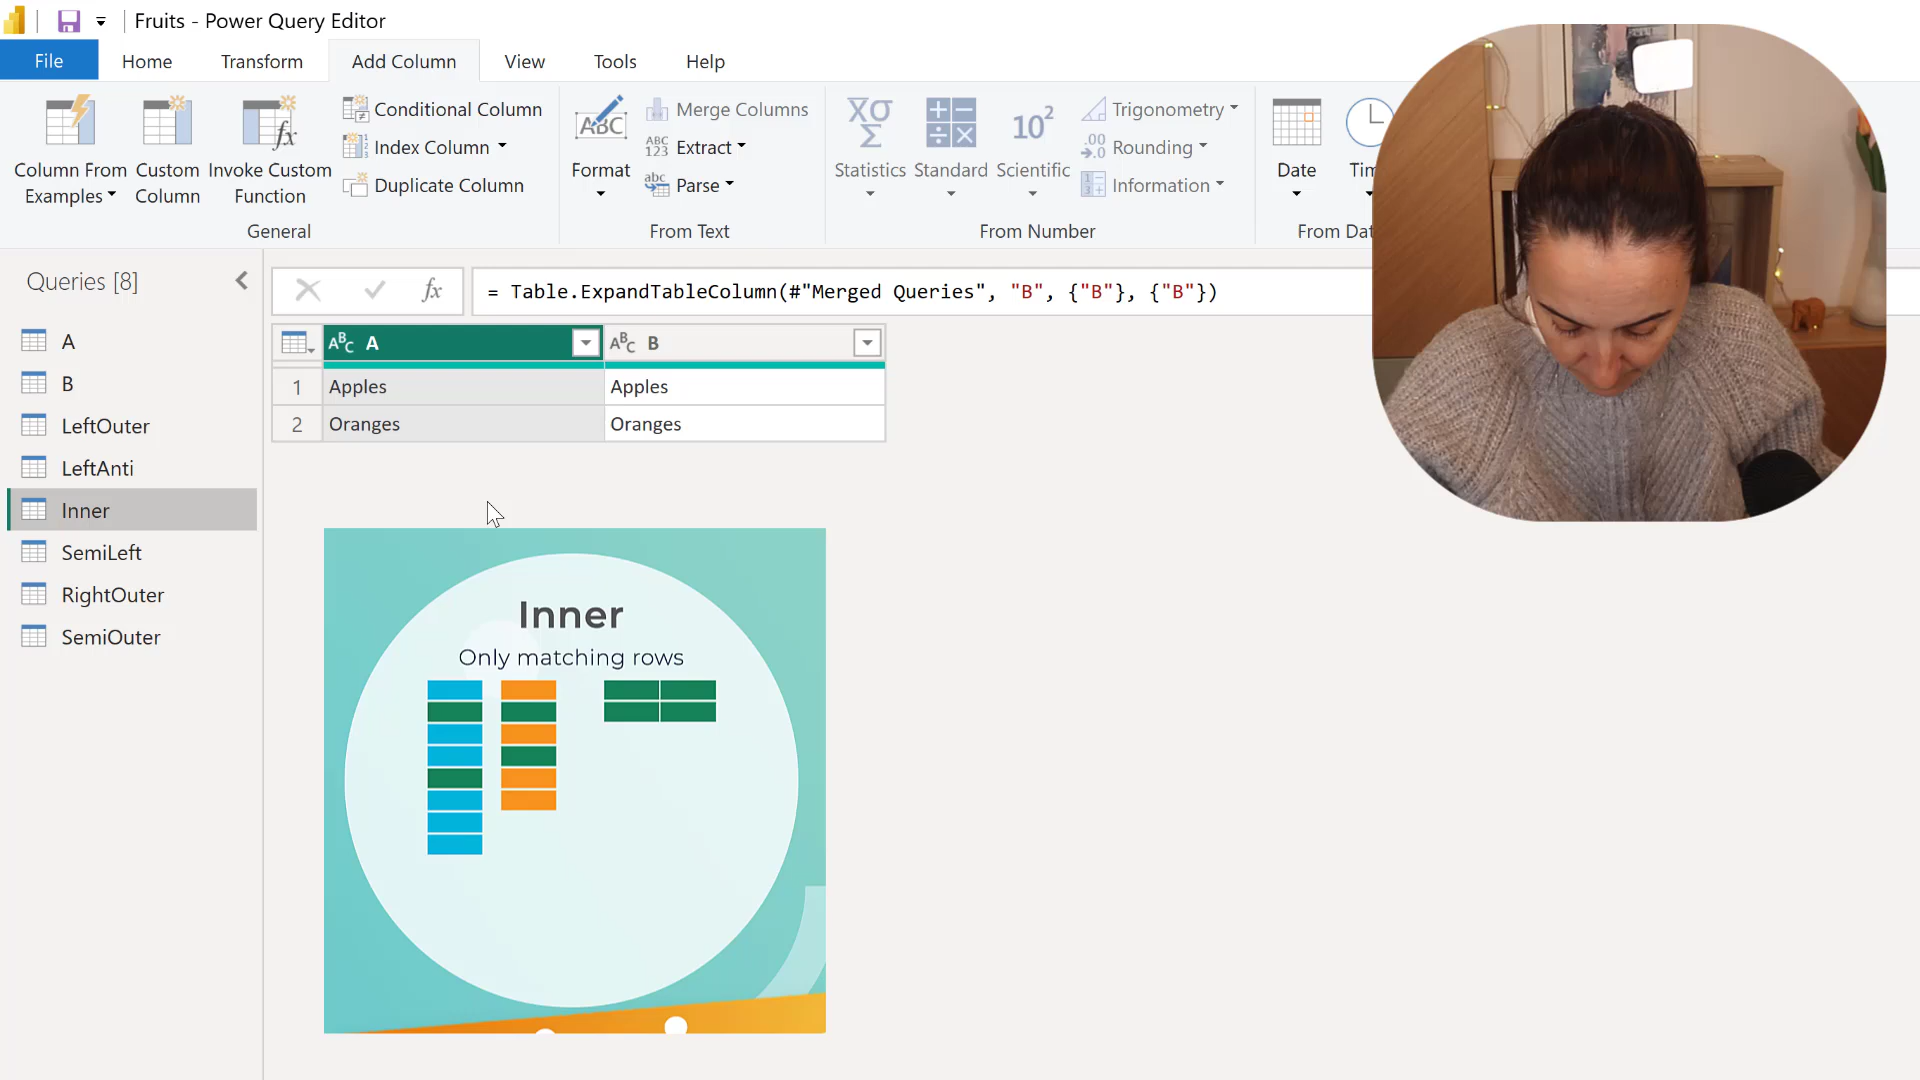 Fruits - Power Query Editor
File Home Transform Add Column View Tools Help
Column From Examples
Custom Column
Invoke Custom Function
Conditional Column
Index Column
Duplicate Column
General
Format
Merge Columns
Extract
Parse
From Text
Statistics
Standard
Scientific
Trigonometry
Rounding
Information
From Number
Date
Tim
From Dat
Queries [8]
= Table.ExpandTableColumn(#"Merged Queries", "B", {"B"}, {"B"})
A
B
LeftOuter
LeftAnti
Inner
SemiLeft
RightOuter
SemiOuter
A B
1 Apples Apples
2 Oranges Oranges
Inner
Only matching rows